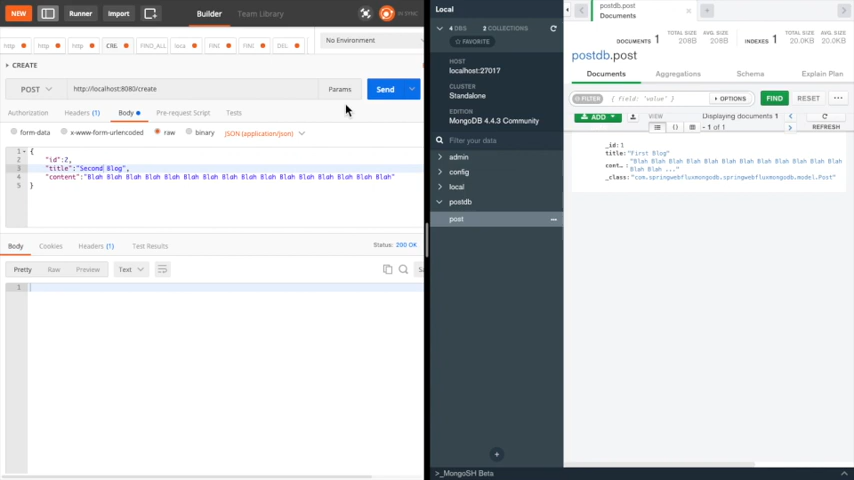 NEW
Runner
Import
Builder
Team Library
IN SYNC
http
http
http
CRE
FIND_ALL
loca
FINI
FINI
DEL
No Environment
CREATE
POST
http://localhost:8080/create
Params
Send
Authorization
Headers (1)
Body
Pre-request Script
Tests
form-data
x-www-form-urlencoded
raw
binary
JSON (application/json)
1 {
2 "id":2,
3 "title":"Second Blog",
4 "content":"Blah Blah Blah Blah Blah Blah Blah Blah Blah Blah Blah Blah Blah Blah Blah Blah"
5 }
Body
Cookies
Headers (1)
Test Results
Status: 200 OK
Pretty
Raw
Preview
Text
Sa
1
Local
4 DBS
2 COLLECTIONS
FAVORITE
HOST
localhost:27017
CLUSTER
Standalone
EDITION
MongoDB 4.4.3 Community
Filter your data
admin
config
local
postdb
post
>_MongoSH Beta
postdb.post
Documents
postdb.post
DOCUMENTS 1
TOTAL SIZE
208B
AVG. SIZE
208B
INDEXES 1
TOTAL SIZE
20.0KB
AVG. SIZE
20.0KB
Documents
Aggregations
Schema
Explain Plan
FILTER
{ field: 'value' }
OPTIONS
FIND
RESET
ADD
VIEW
Displaying documents 1
- 1 of 1
REFRESH
_id:1
title:"First Blog"
cont…"Blah Blah Blah Blah Blah Blah Blah Blah Blah Blah Blah
Blah Blah ..."
_class:"com.springwebfluxmongodb.springwebfluxmongodb.model.Post"